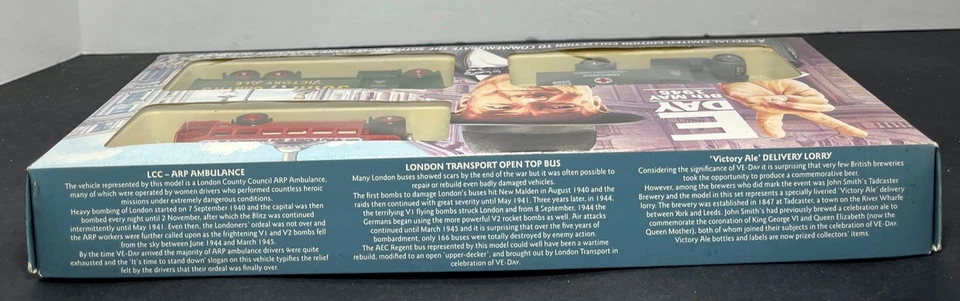 A SPECIAL LIMITED EDITION COLLECTION TO COMMEMORATE THE 50TH
VICTORY ALE
VE DAY
8TH MAY
1945
LCC – ARP AMBULANCE
The vehicle represented by this model is a London County Council ARP Ambulance,
many of which were operated by women drivers who performed countless heroic
missions under extremely dangerous conditions.
Heavy bombing of London started on 7 September 1940 and the capital was then
bombed every night until 2 November, after which the Blitz was continued
intermittently until May 1941. Even then, the Londoners' ordeal was not over and
the ARP workers were further called upon as the frightening V1 and V2 bombs fell
from the sky between June 1944 and March 1945.
By the time VE-DAY arrived the majority of ARP ambulance drivers were quite
exhausted and the 'It's time to stand down' slogan on this vehicle typifies the relief
felt by the drivers that their ordeal was finally over.
LONDON TRANSPORT OPEN TOP BUS
Many London buses showed scars by the end of the war but it was often possible to
repair or rebuild even badly damaged vehicles.
The first bombs to damage London's buses hit New Malden in August 1940 and the
raids then continued with great severity until May 1941. Three years later, in 1944,
the terrifying V1 flying bombs struck London and from 8 September, 1944 the
Germans began using the more powerful V2 rocket bombs as well. Air attacks
continued until March 1945 and it is surprising that over the five years of
bombardment, only 166 buses were totally destroyed by enemy action.
The AEC Regent bus represented by this model could well have been a wartime
rebuild, modified to an open 'upper-decker', and brought out by London Transport in
celebration of VE-DAY.
'Victory Ale' DELIVERY LORRY
Considering the significance of VE-DAY it is surprising that very few British breweries
took the opportunity to produce a commemorative beer.
However, among the brewers who did mark the event was John Smith's Tadcaster
Brewery and the model in this set represents a specially liveried 'Victory Ale' delivery
lorry. The brewery was established in 1847 at Tadcaster, a town on the River Wharfe
between York and Leeds. John Smith's had previously brewed a celebration ale to
commemorate the coronation of King George VI and Queen Elizabeth (now the
Queen Mother), both of whom joined their subjects in the celebration of VE-DAY.
Victory Ale bottles and labels are now prized collectors' items.